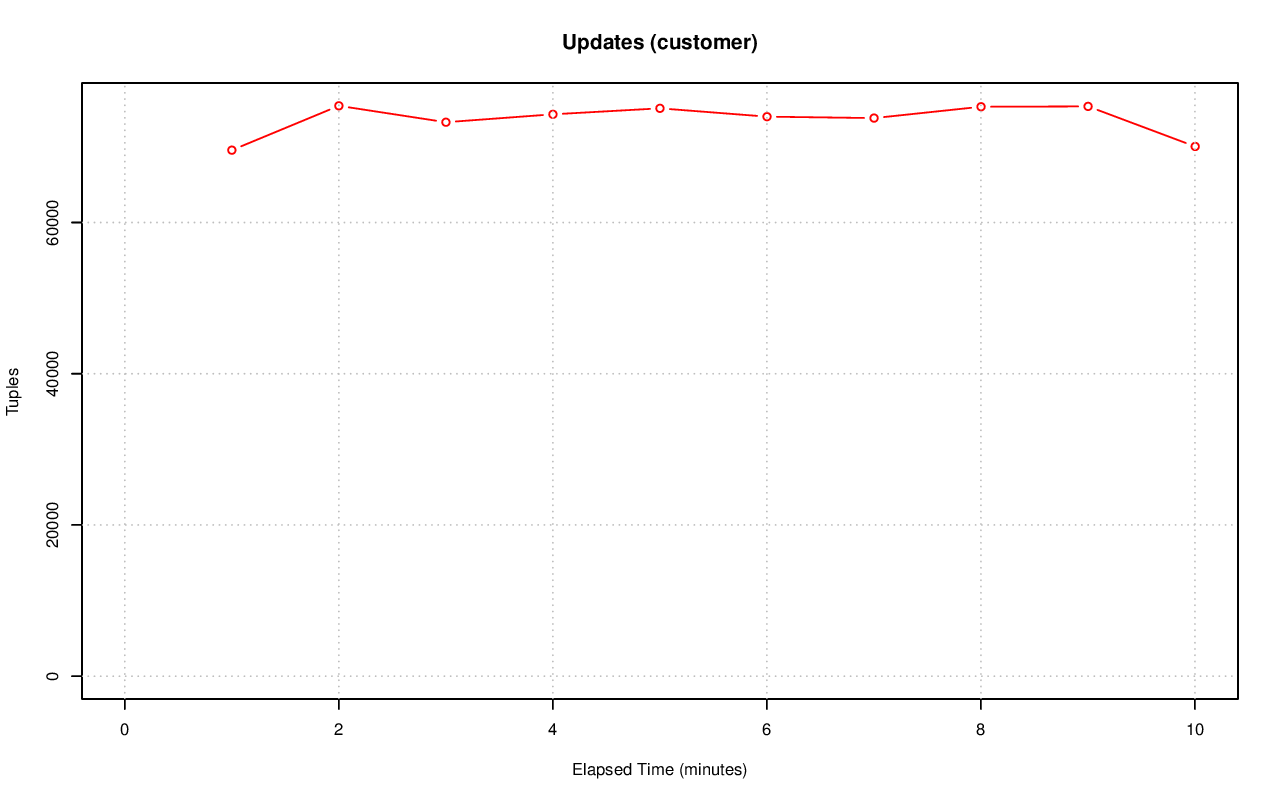 Updates (customer)
Tuples
60000
40000
20000
0
0 2 4 6 8 10
Elapsed Time (minutes)